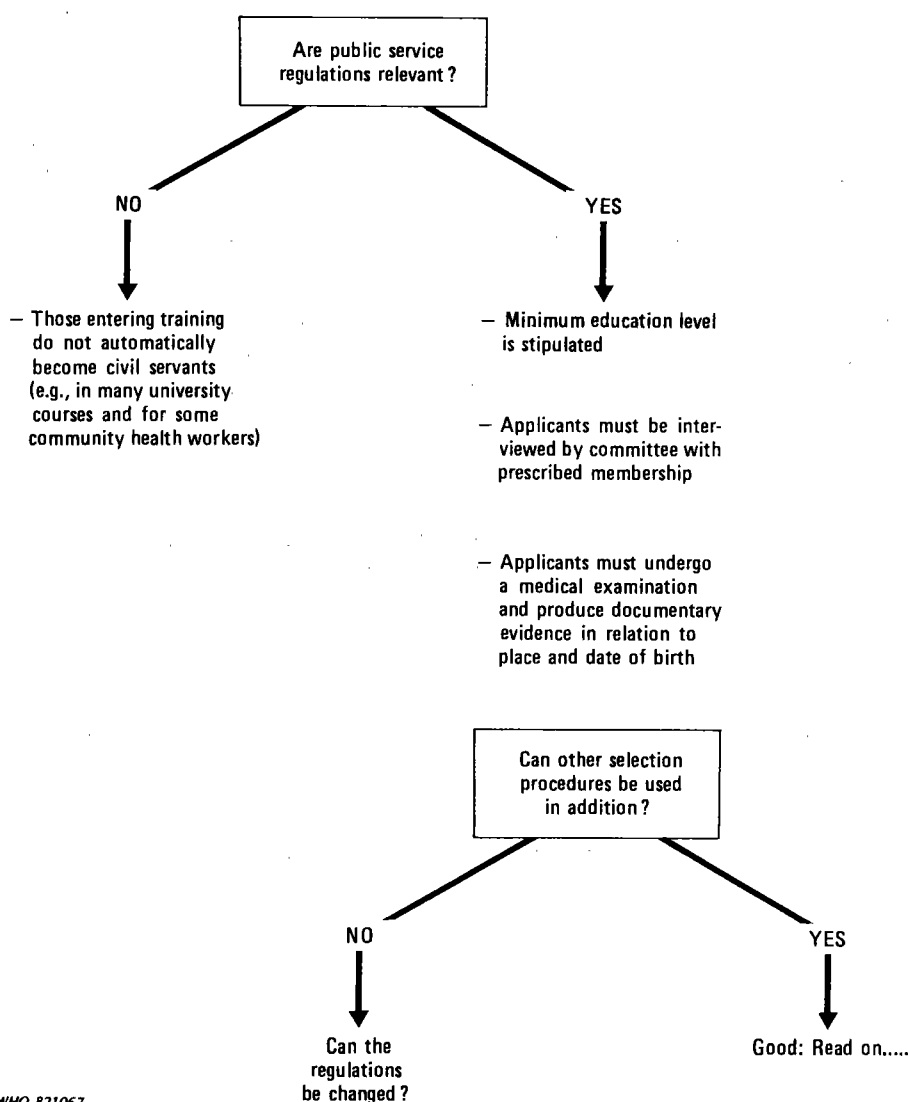 Are public service
regulations relevant?
NO
YES
– Those entering training
do not automatically
become civil servants
(e.g., in many university
courses and for some
community health workers)
– Minimum education level
is stipulated
– Applicants must be inter-
viewed by committee with
prescribed membership
– Applicants must undergo
a medical examination
and produce documentary
evidence in relation to
place and date of birth
Can other selection
procedures be used
in addition?
NO
YES
Can the
regulations
be changed?
Good: Read on.....
WHO 821067